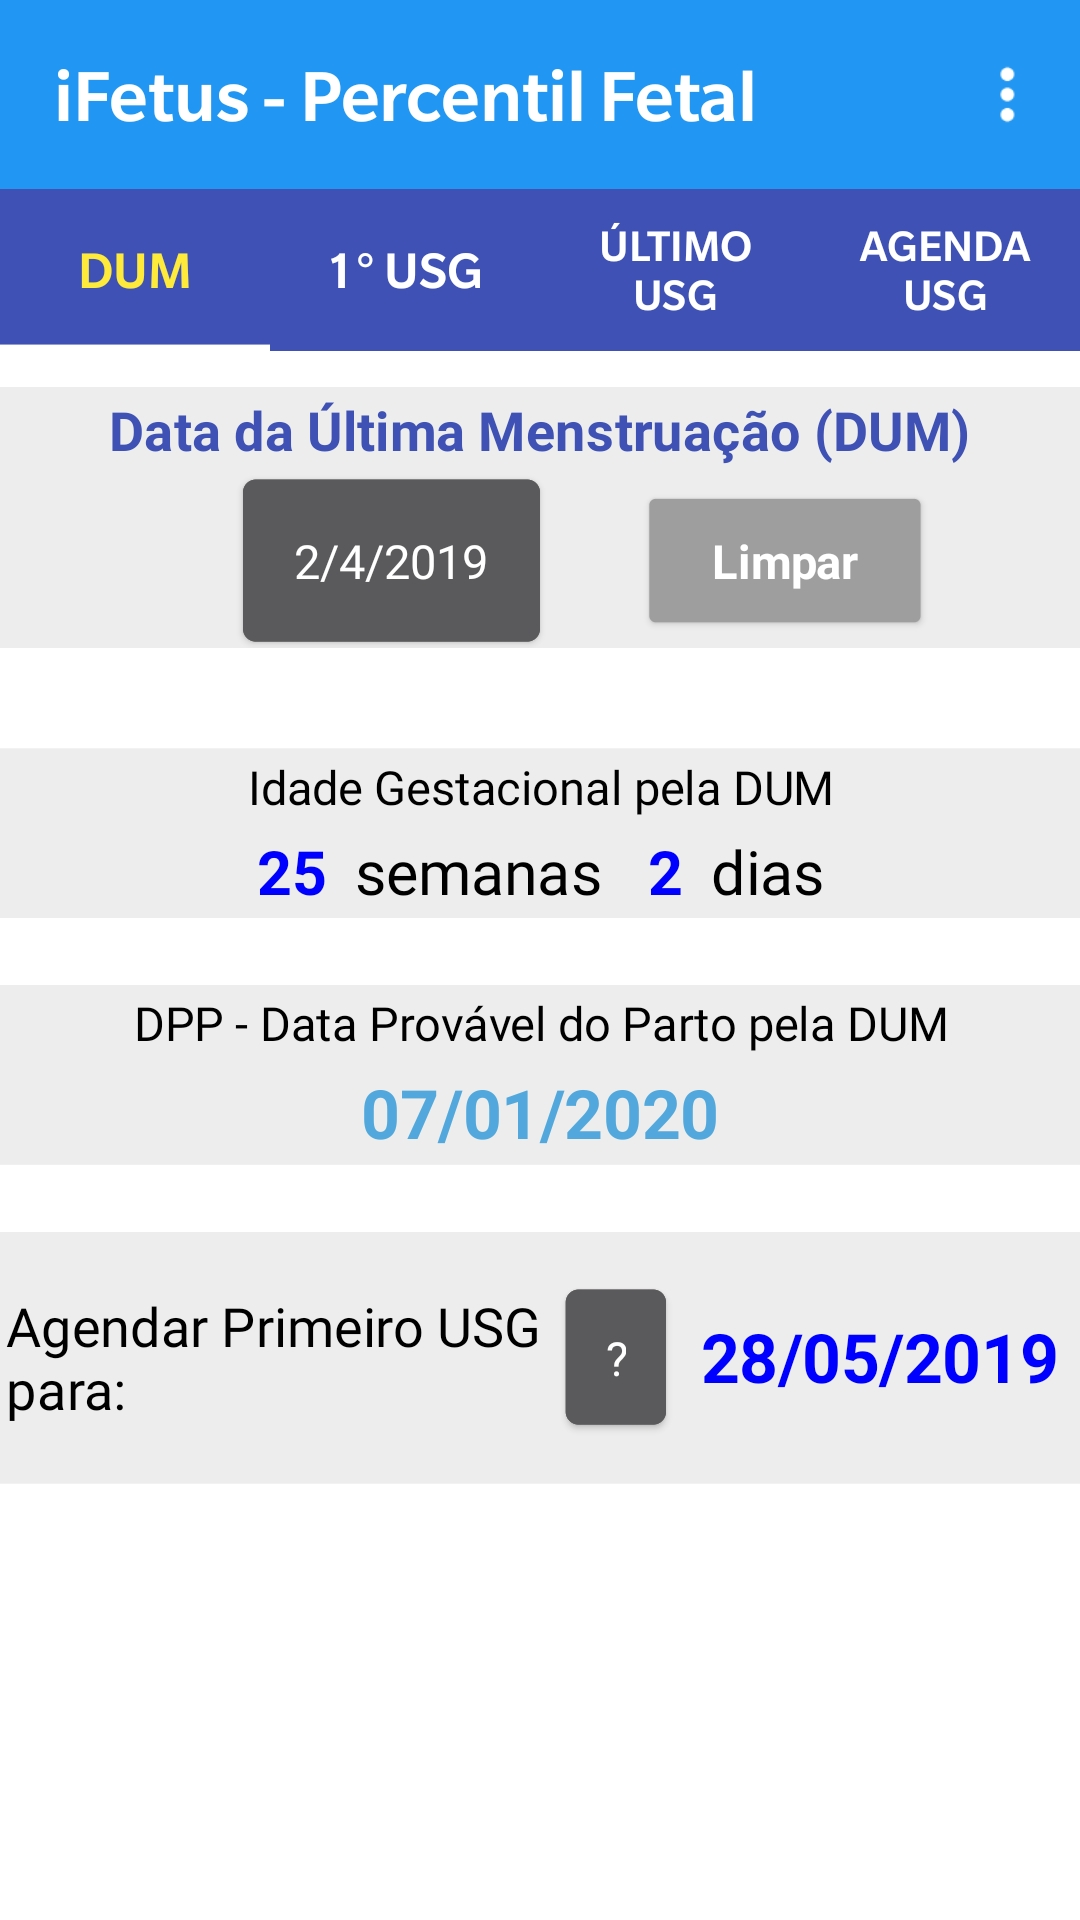 iFetus - Percentil Fetal
DUM
1° USG
ÚLTIMO
USG
AGENDA
USG
Data da Última Menstruação (DUM)
2/4/2019
Limpar
Idade Gestacional pela DUM
25 semanas 2 dias
DPP - Data Provável do Parto pela DUM
07/01/2020
Agendar Primeiro USG
para:
?
28/05/2019